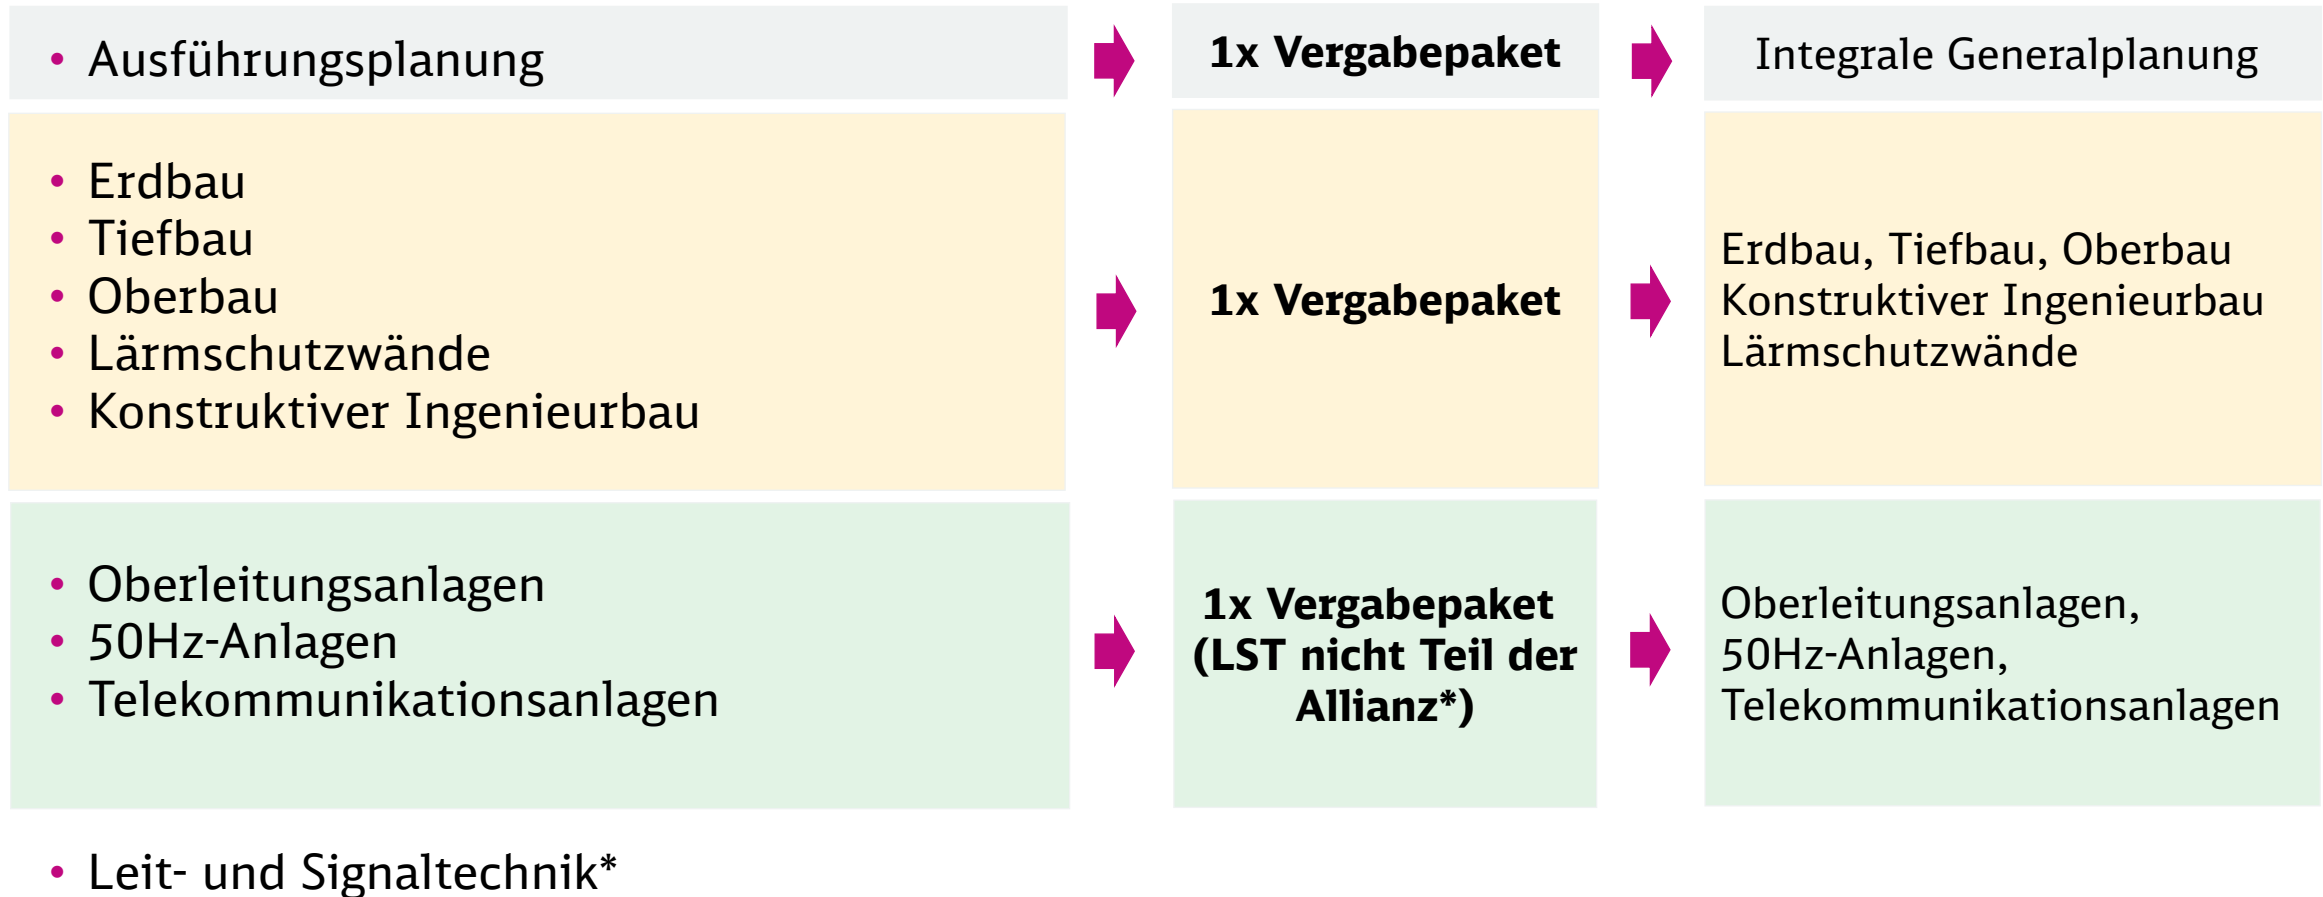 • Ausführungsplanung
1x Vergabepaket
Integrale Generalplanung
• Erdbau
• Tiefbau
• Oberbau
• Lärmschutzwände
• Konstruktiver Ingenieurbau
1x Vergabepaket
Erdbau, Tiefbau, Oberbau
Konstruktiver Ingenieurbau
Lärmschutzwände
• Oberleitungsanlagen
• 50Hz-Anlagen
• Telekommunikationsanlagen
1x Vergabepaket
(LST nicht Teil der
Allianz*)
Oberleitungsanlagen,
50Hz-Anlagen,
Telekommunikationsanlagen
• Leit- und Signaltechnik*